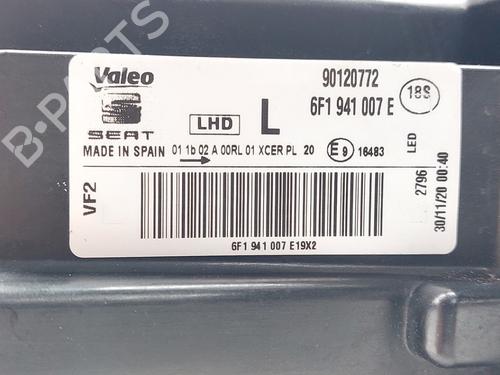 Valeo
SEAT
LHD
L
90120772
6F1 941 007 E
18S
MADE IN SPAIN 01 1b 02 A 00RL 01 XCER PL 20 E9 16483
LED
VF2
2796
30/11/20 00:40
6F1 941 007 E19X2
B-PARTS